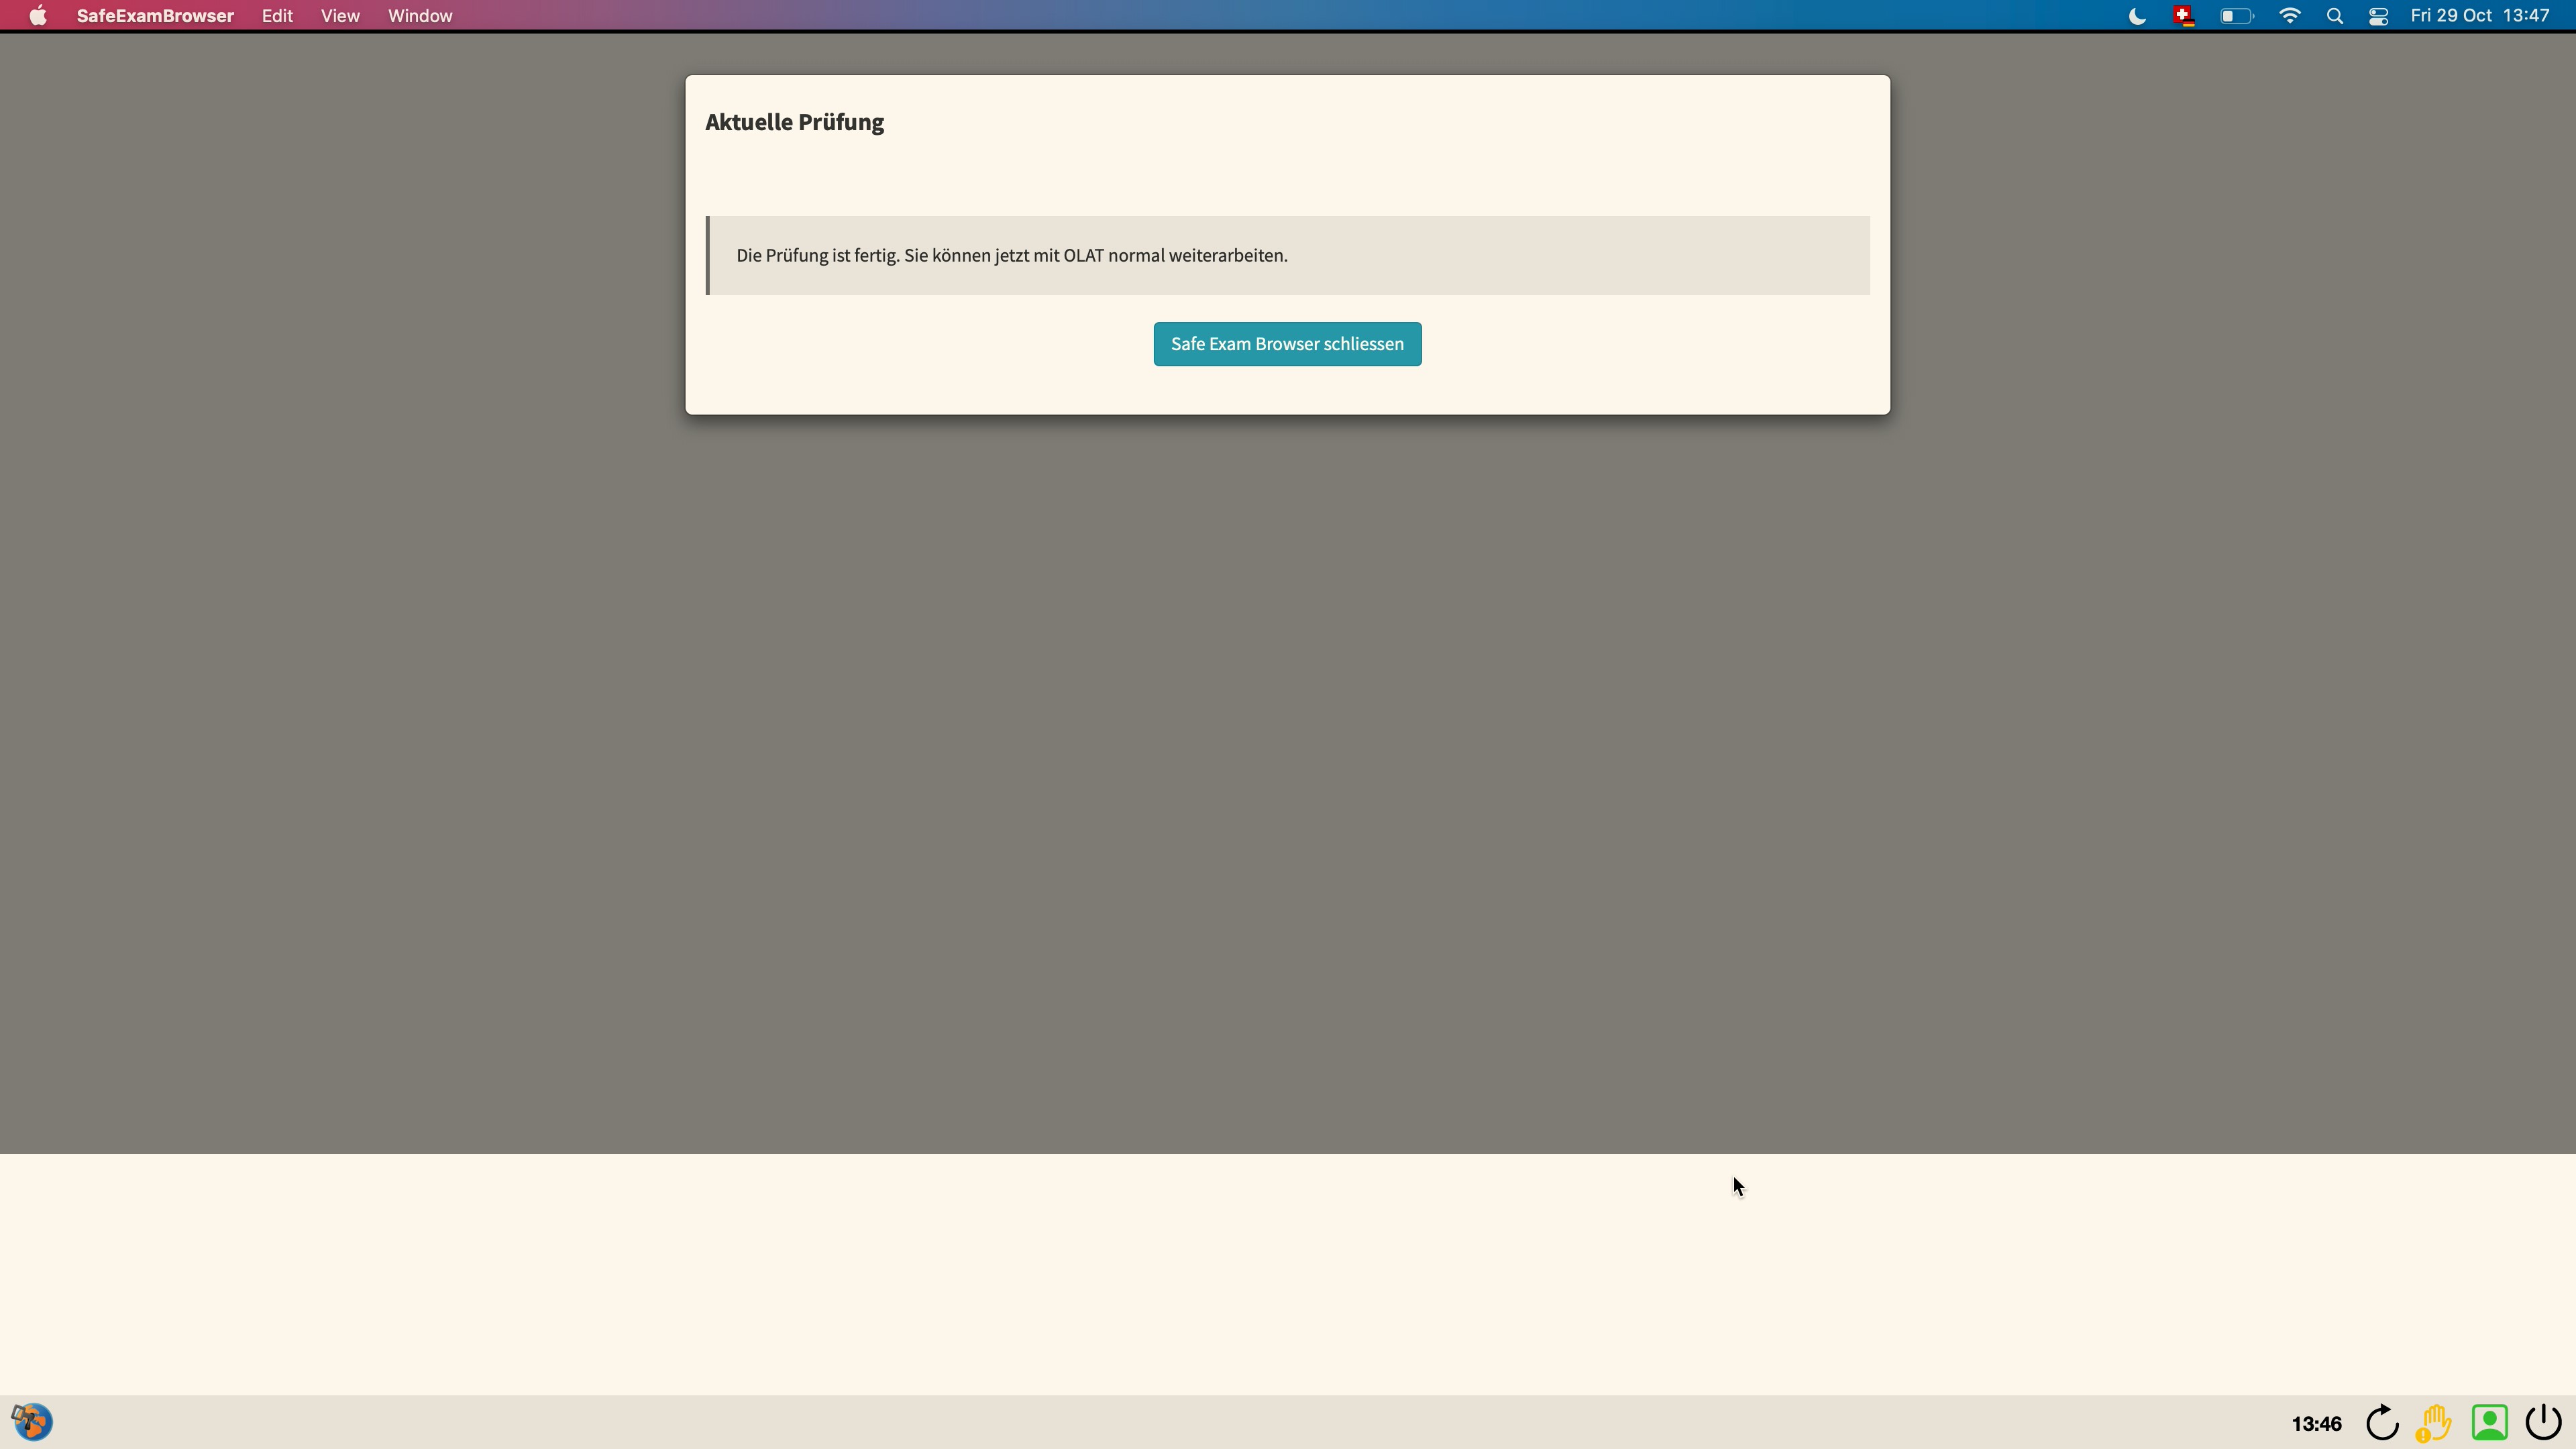 SafeExamBrowser Edit View Window Fri 29 Oct 13:47
Aktuelle Prüfung
Die Prüfung ist fertig. Sie können jetzt mit OLAT normal weiterarbeiten.
Safe Exam Browser schliessen
13:46